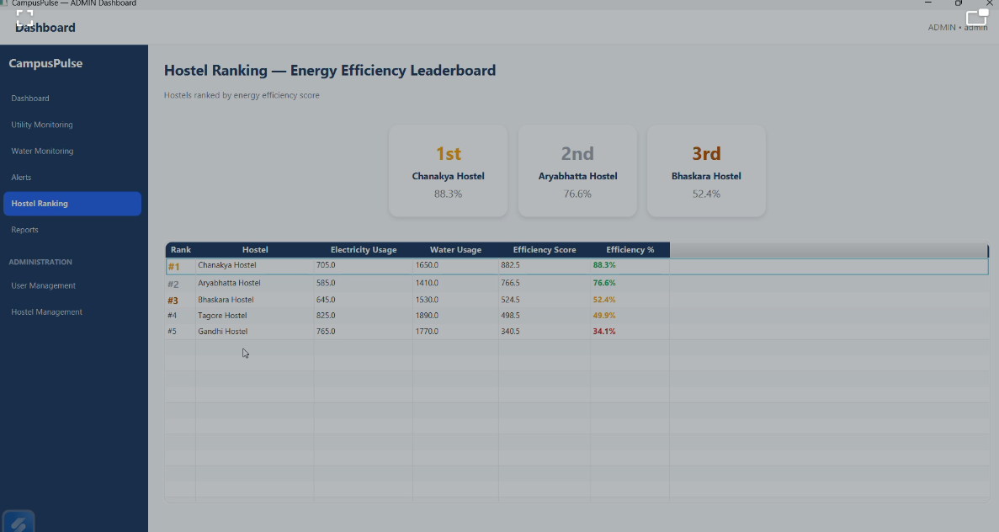 CampusPulse — ADMIN Dashboard
Dashboard
ADMIN • admin
CampusPulse
Dashboard
Utility Monitoring
Water Monitoring
Alerts
Hostel Ranking
Reports
ADMINISTRATION
User Management
Hostel Management
Hostel Ranking — Energy Efficiency Leaderboard
Hostels ranked by energy efficiency score
1st
Chanakya Hostel
88.3%
2nd
Aryabhatta Hostel
76.6%
3rd
Bhaskara Hostel
52.4%
Rank Hostel Electricity Usage Water Usage Efficiency Score Efficiency %
#1 Chanakya Hostel 705.0 1650.0 882.5 88.3%
#2 Aryabhatta Hostel 585.0 1410.0 766.5 76.6%
#3 Bhaskara Hostel 645.0 1530.0 524.5 52.4%
#4 Tagore Hostel 825.0 1890.0 498.5 49.9%
#5 Gandhi Hostel 765.0 1770.0 340.5 34.1%